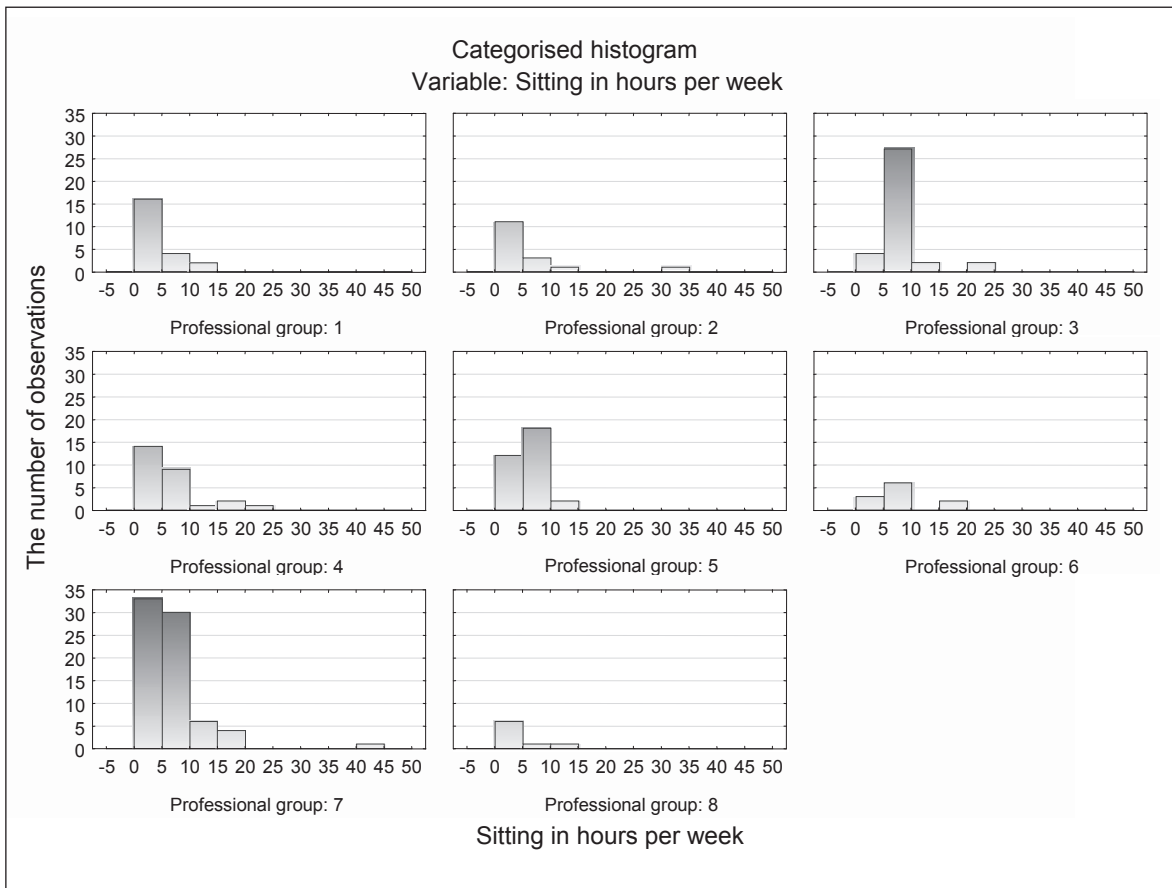 Categorised histogram
Variable: Sitting in hours per week
The number of observations
35
30
25
20
15
10
5
0
-5 0 5 10 15 20 25 30 35 40 45 50
Professional group: 1
-5 0 5 10 15 20 25 30 35 40 45 50
Professional group: 2
-5 0 5 10 15 20 25 30 35 40 45 50
Professional group: 3
35
30
25
20
15
10
5
0
-5 0 5 10 15 20 25 30 35 40 45 50
Professional group: 4
-5 0 5 10 15 20 25 30 35 40 45 50
Professional group: 5
-5 0 5 10 15 20 25 30 35 40 45 50
Professional group: 6
35
30
25
20
15
10
5
0
-5 0 5 10 15 20 25 30 35 40 45 50
Professional group: 7
-5 0 5 10 15 20 25 30 35 40 45 50
Professional group: 8
Sitting in hours per week